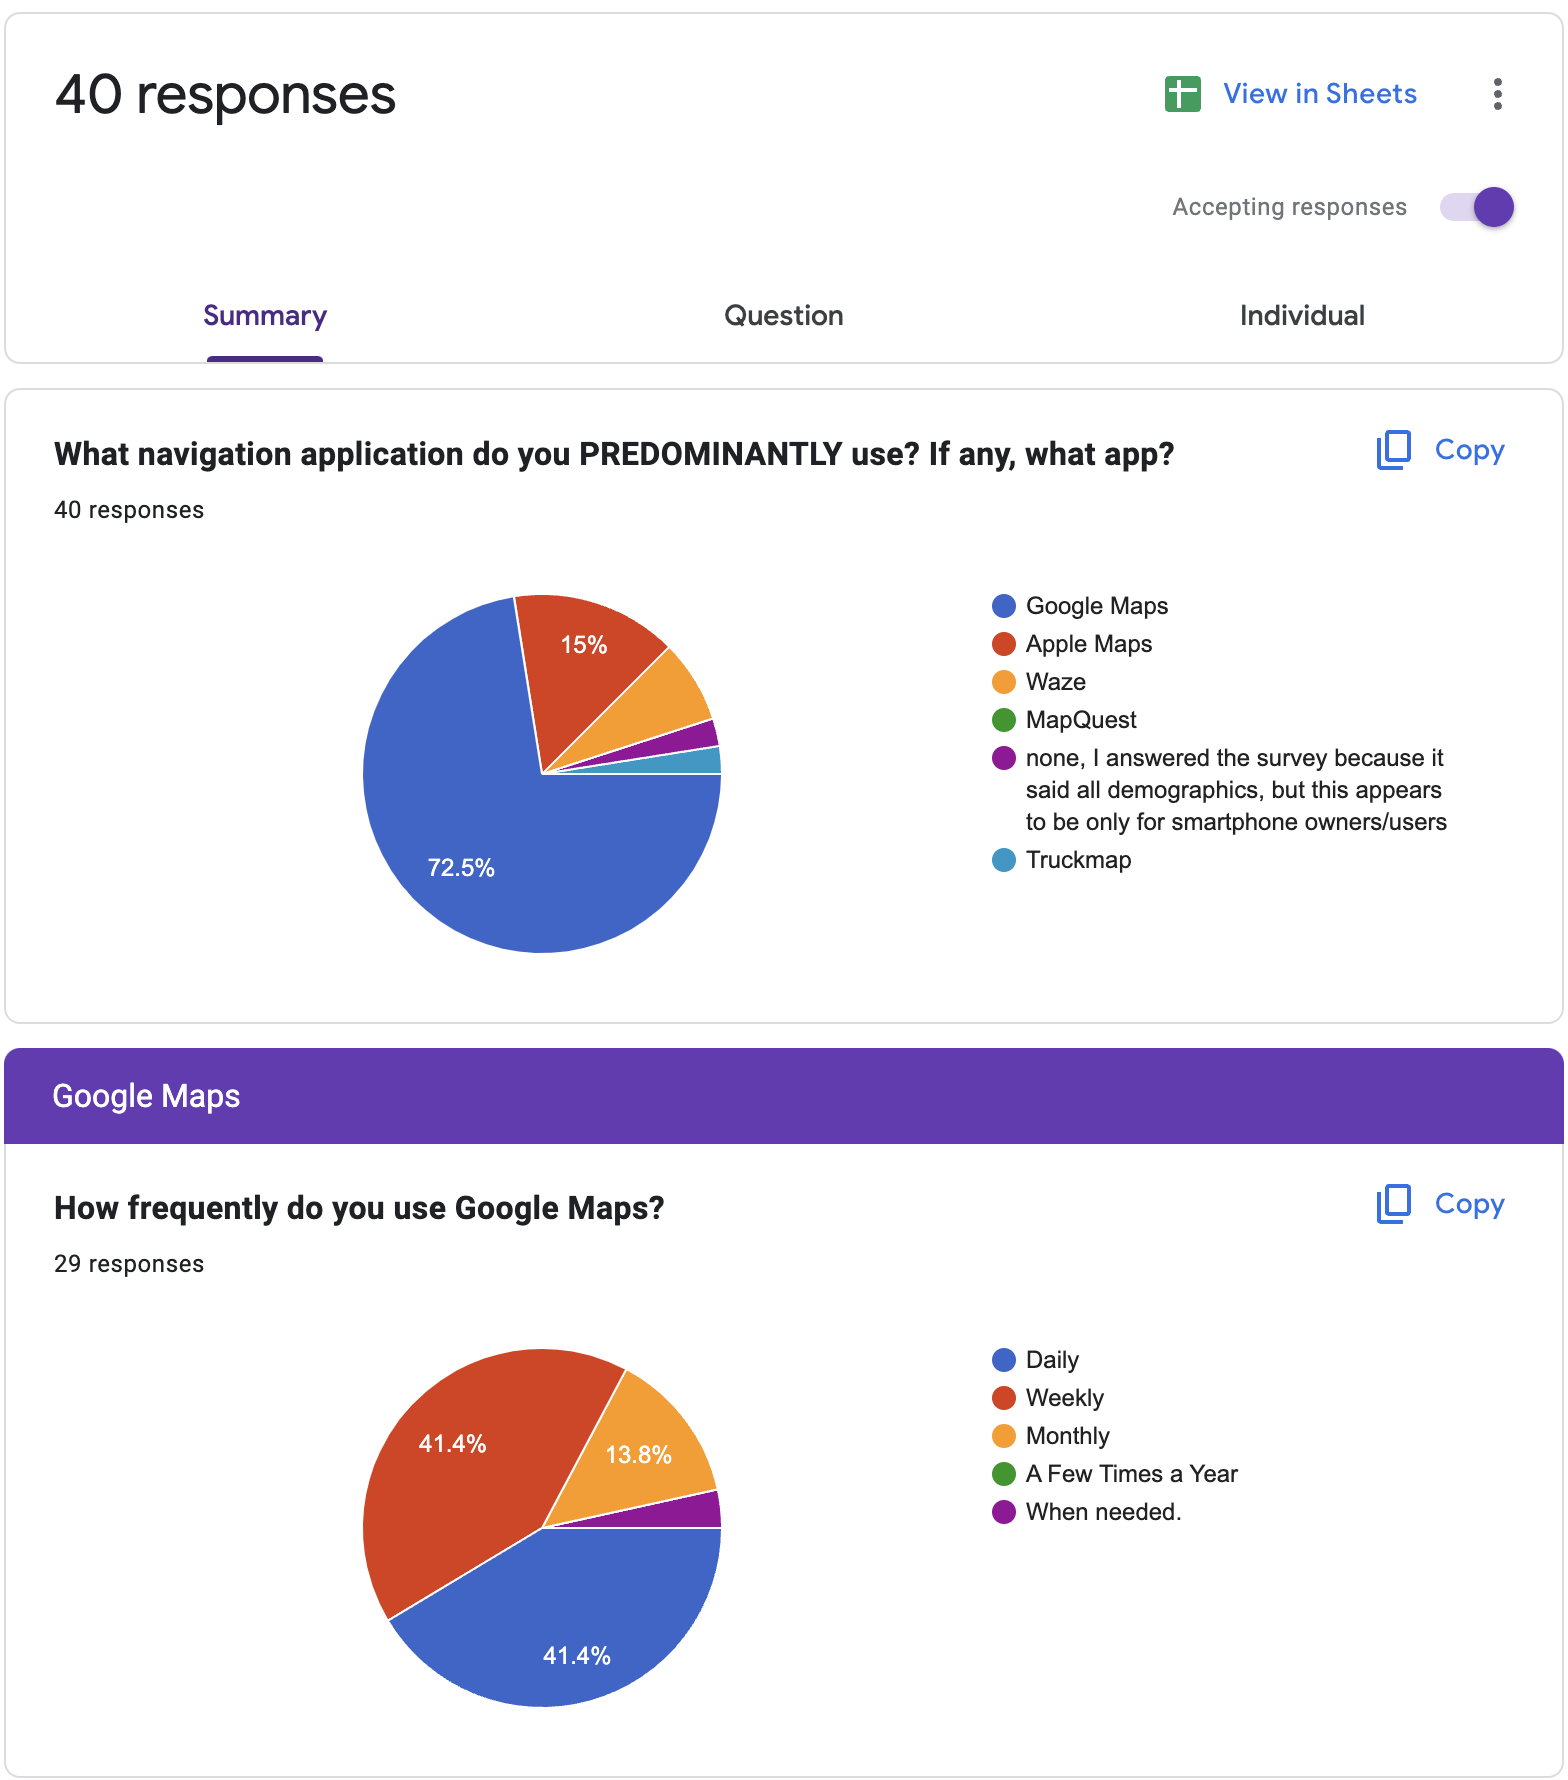 40 responses
View in Sheets
Accepting responses
Summary
Question
Individual
What navigation application do you PREDOMINANTLY use? If any, what app?
Copy
40 responses
15%
72.5%
Google Maps
Apple Maps
Waze
MapQuest
none, I answered the survey because it
said all demographics, but this appears
to be only for smartphone owners/users
Truckmap
Google Maps
How frequently do you use Google Maps?
Copy
29 responses
41.4%
13.8%
41.4%
Daily
Weekly
Monthly
A Few Times a Year
When needed.